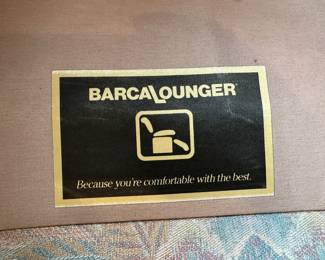 BARCALOUNGER
Because you're comfortable with the best.